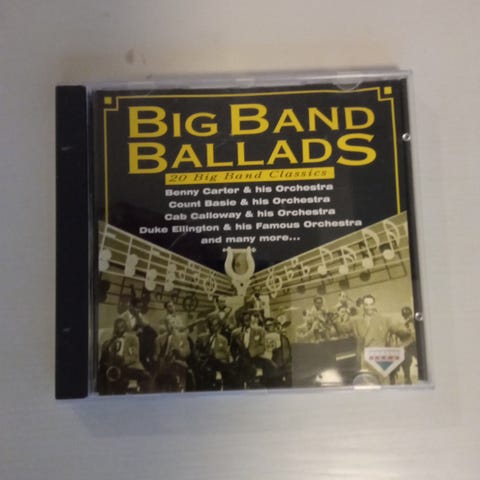 BIG BAND
BALLADS
20 Big Band Classics
Benny Carter & his Orchestra
Count Basie & his Orchestra
Cab Calloway & his Orchestra
Duke Ellington & his Famous Orchestra
and many more...